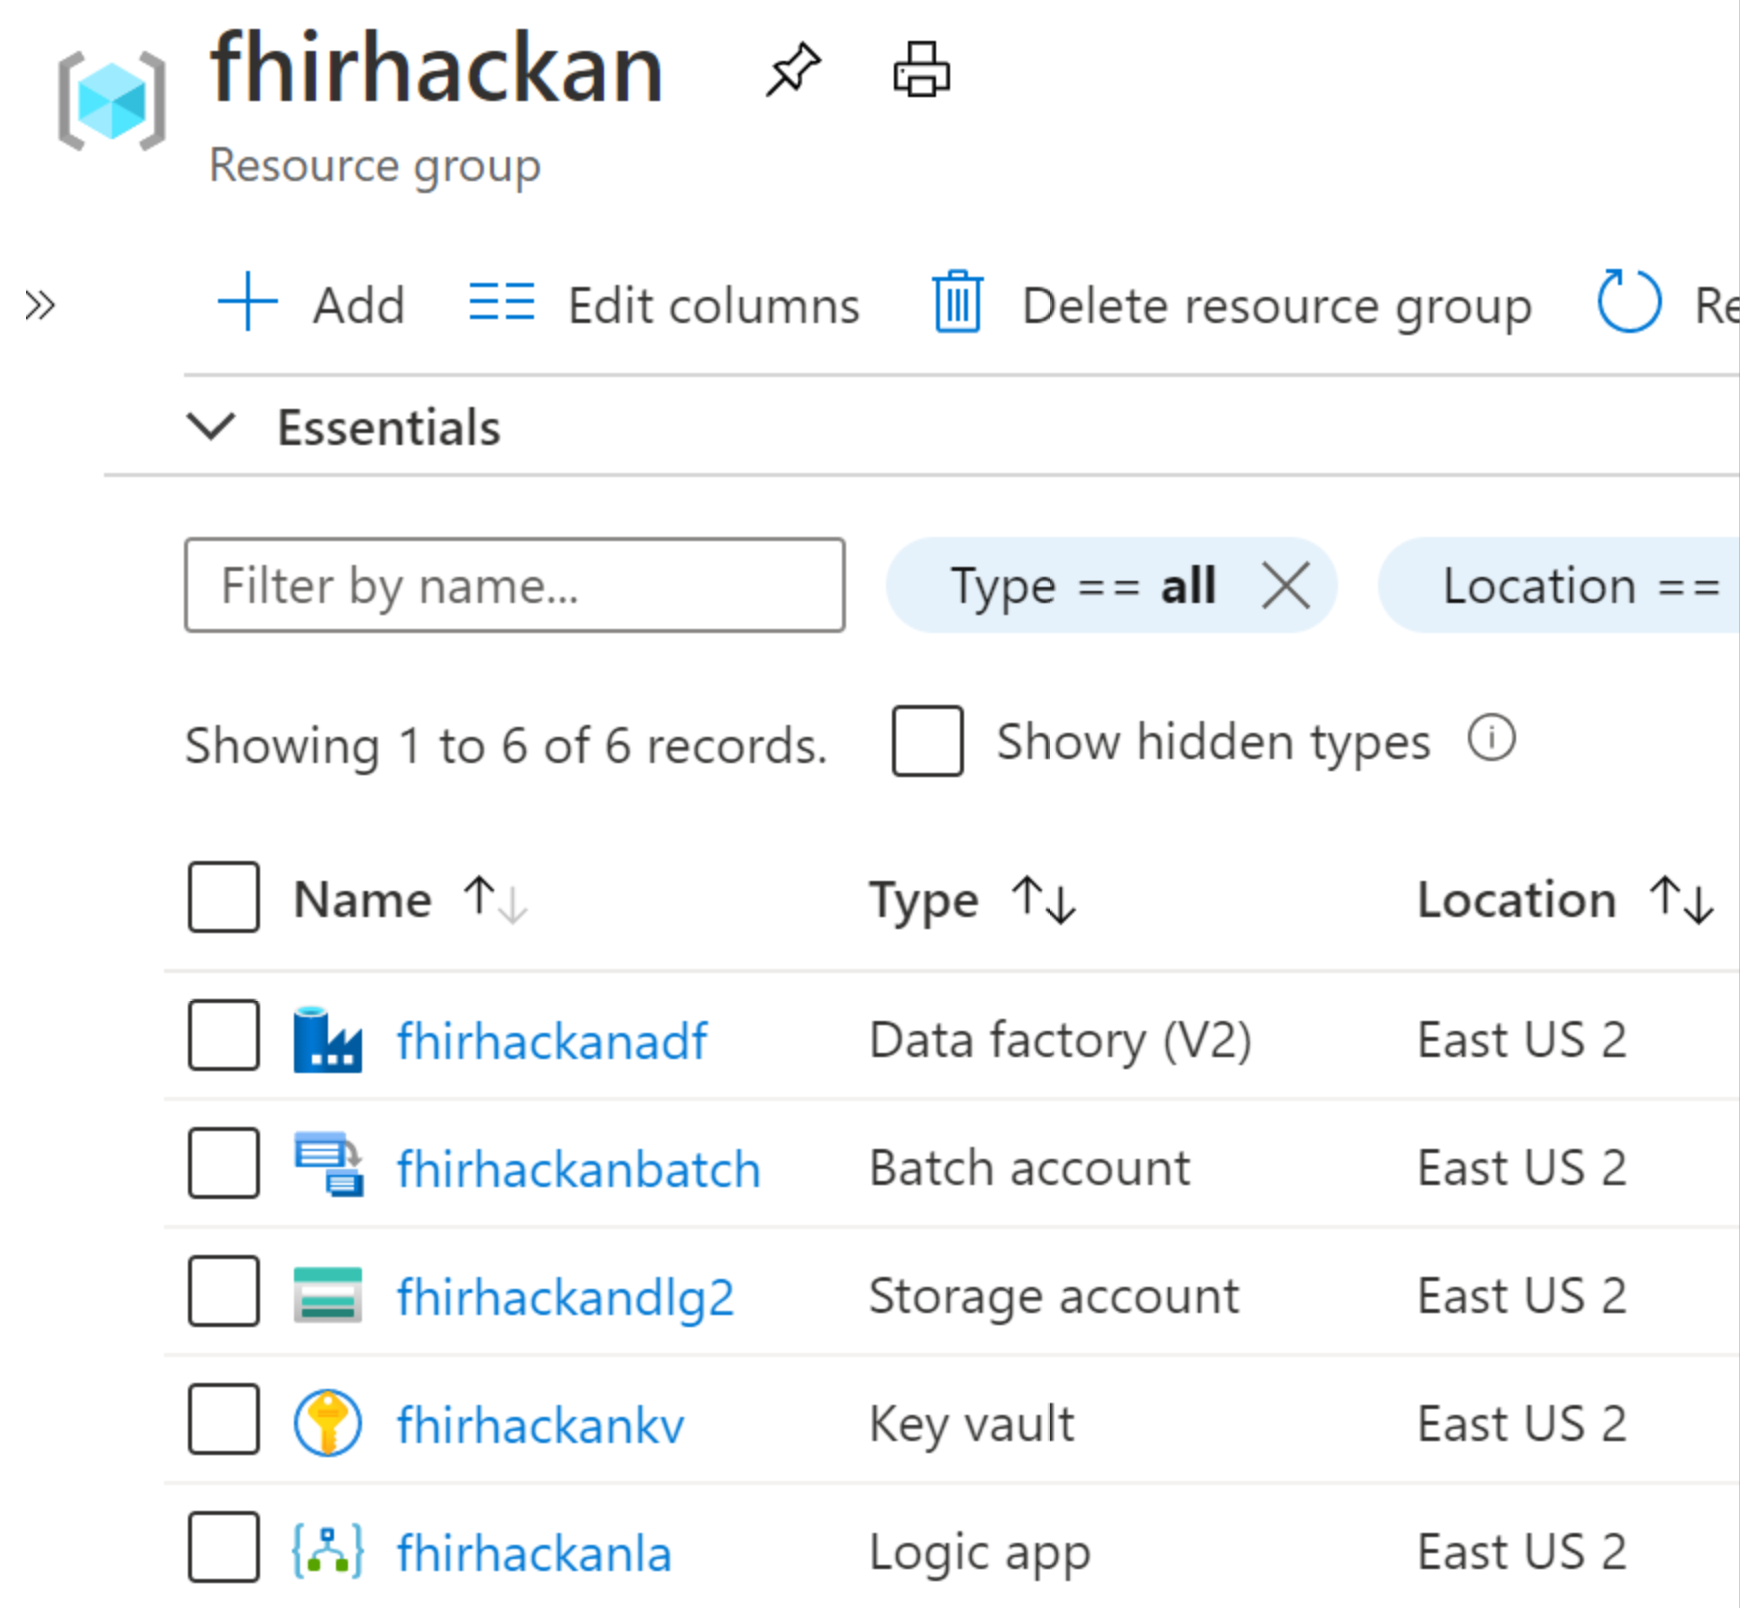 fhirhackan
Resource group
Add Edit columns Delete resource group Re
Essentials
Filter by name... Type == all Location ==
Showing 1 to 6 of 6 records. Show hidden types
Name Type Location
fhirhackanadf Data factory (V2) East US 2
fhirhackanbatch Batch account East US 2
fhirhackandlg2 Storage account East US 2
fhirhackankv Key vault East US 2
fhirhackanla Logic app East US 2